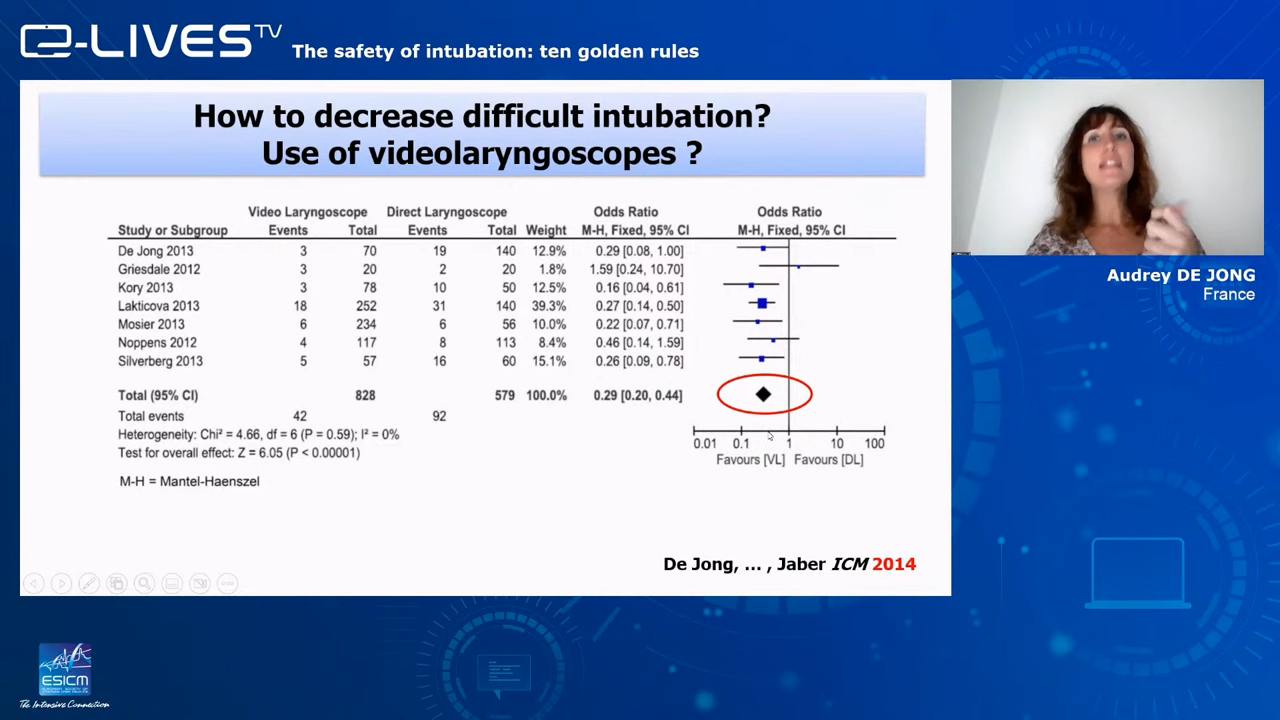 e-LIVES TV
The safety of intubation: ten golden rules
How to decrease difficult intubation?
Use of videolaryngoscopes ?
Video Laryngoscope Direct Laryngoscope Odds Ratio Odds Ratio
Study or Subgroup Events Total Events Total Weight M-H, Fixed, 95% CI M-H, Fixed, 95% CI
De Jong 2013 3 70 19 140 12.9% 0.29 [0.08, 1.00]
Griesdale 2012 3 20 2 20 1.8% 1.59 [0.24, 10.70]
Kory 2013 3 78 10 50 12.5% 0.16 [0.04, 0.61]
Lakticova 2013 18 252 31 140 39.3% 0.27 [0.14, 0.50]
Mosier 2013 6 234 6 56 10.0% 0.22 [0.07, 0.71]
Noppens 2012 4 117 8 113 8.4% 0.46 [0.14, 1.59]
Silverberg 2013 5 57 16 60 15.1% 0.26 [0.09, 0.78]
Total (95% CI) 828 579 100.0% 0.29 [0.20, 0.44]
Total events 42 92
Heterogeneity: Chi² = 4.66, df = 6 (P = 0.59); I² = 0%
Test for overall effect: Z = 6.05 (P < 0.00001)
0.01 0.1 1 10 100
Favours [VL] Favours [DL]
M-H = Mantel-Haenszel
De Jong, ... , Jaber ICM 2014
Audrey DE JONG
France
ESICM
The Intensive Connection